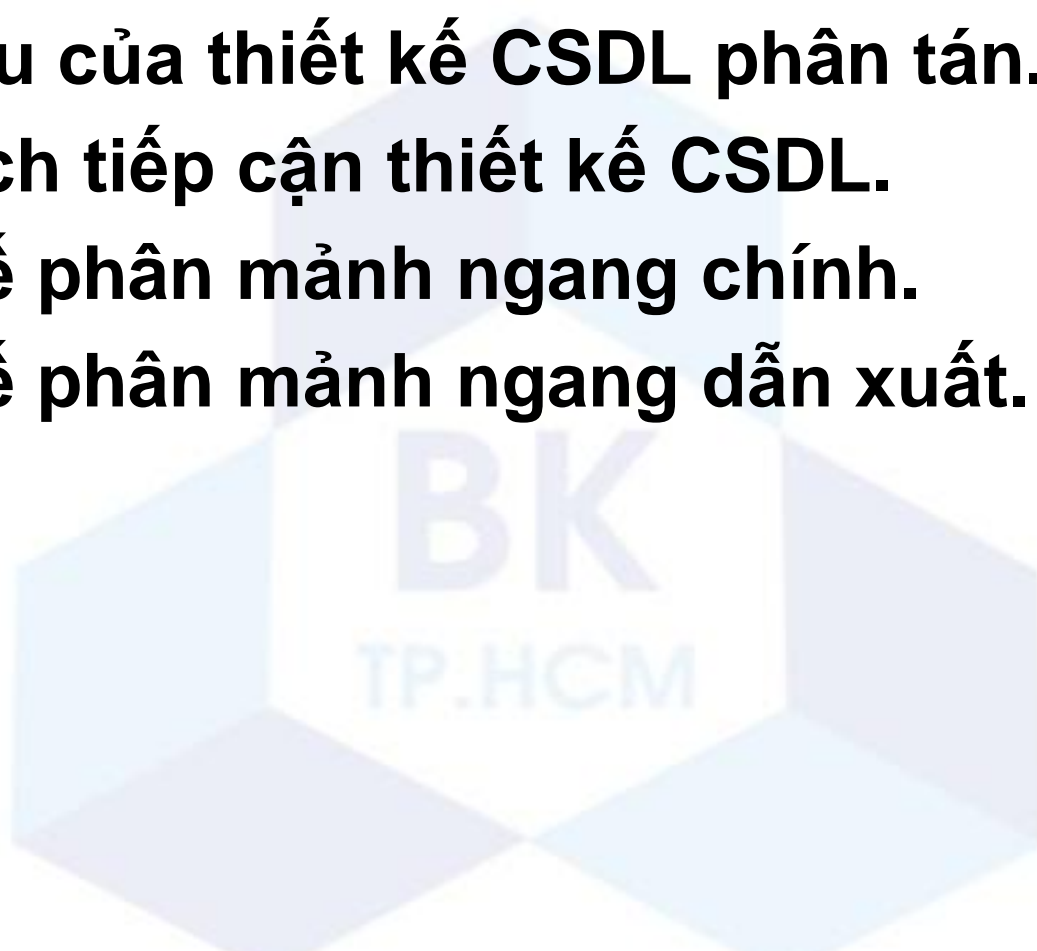 u của thiết kế CSDL phân tán.
ch tiếp cận thiết kế CSDL.
ế phân mảnh ngang chính.
ế phân mảnh ngang dẫn xuất.
BK
TP.HCM